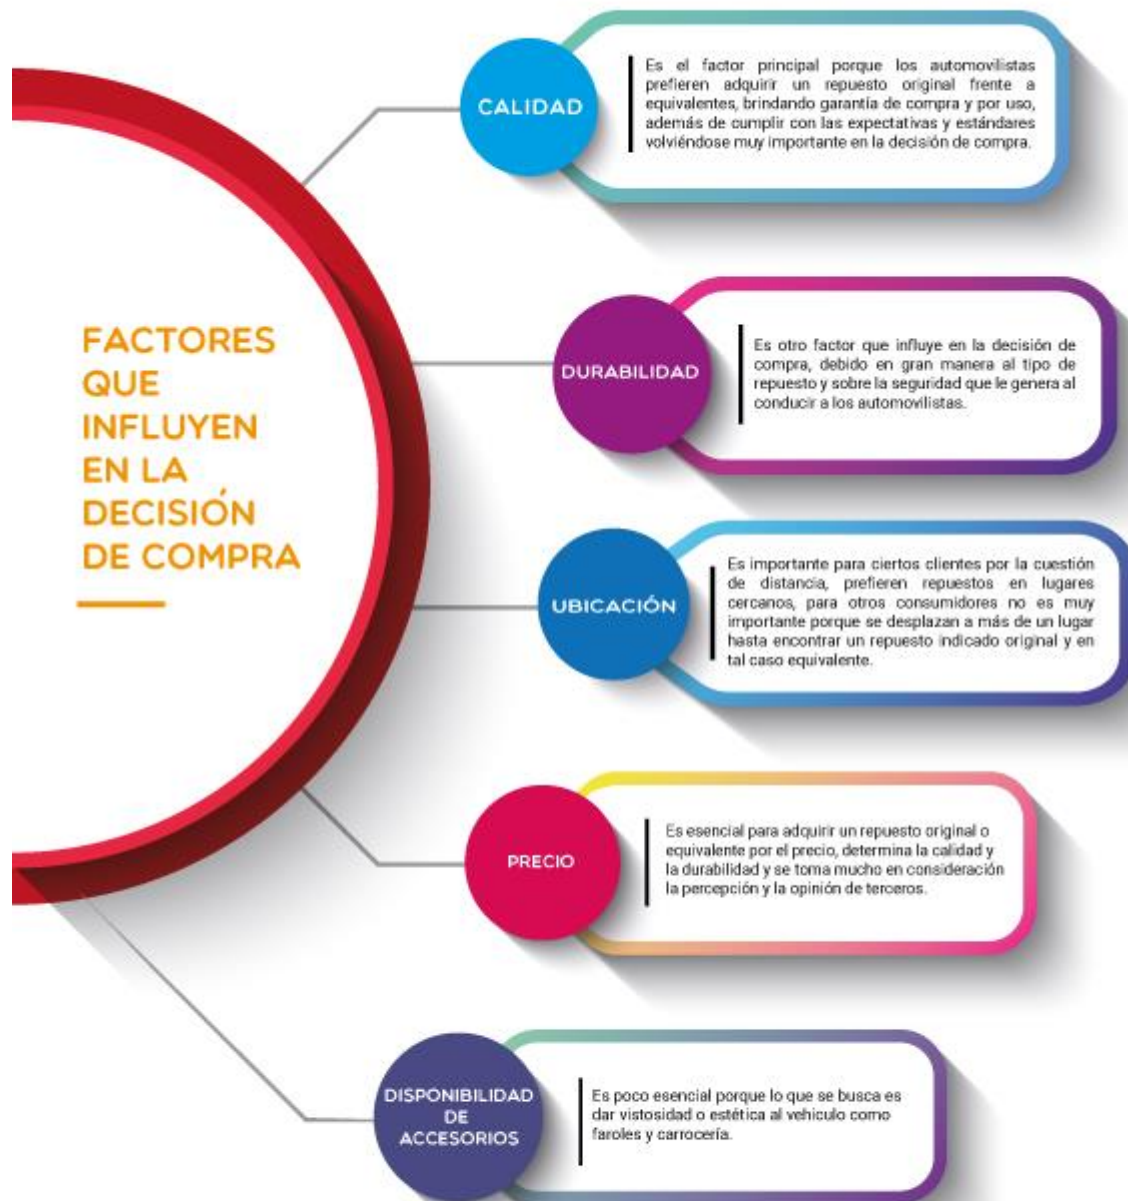 FACTORES
QUE
INFLUYEN
EN LA
DECISIÓN
DE COMPRA
CALIDAD
Es el factor principal porque los automovilistas
prefieren adquirir un repuesto original frente a
equivalentes, brindando garantía de compra y por uso,
además de cumplir con las expectativas y estándares
volviéndose muy importante en la decisión de compra.
DURABILIDAD
Es otro factor que influye en la decisión de
compra, debido en gran manera al tipo de
repuesto y sobre la seguridad que le genera al
conducir a los automovilistas.
UBICACIÓN
Es importante para ciertos clientes por la cuestión
de distancia, prefieren repuestos en lugares
cercanos, para otros consumidores no es muy
importante porque se desplazan a más de un lugar
hasta encontrar un repuesto indicado original y en
tal caso equivalente.
PRECIO
Es esencial para adquirir un repuesto original o
equivalente por el precio, determina la calidad y
la durabilidad y se toma mucho en consideración
la percepción y la opinión de terceros.
DISPONIBILIDAD
DE
ACCESORIOS
Es poco esencial porque lo que se busca es
dar vistosidad o estética al vehículo como
faroles y carrocería.